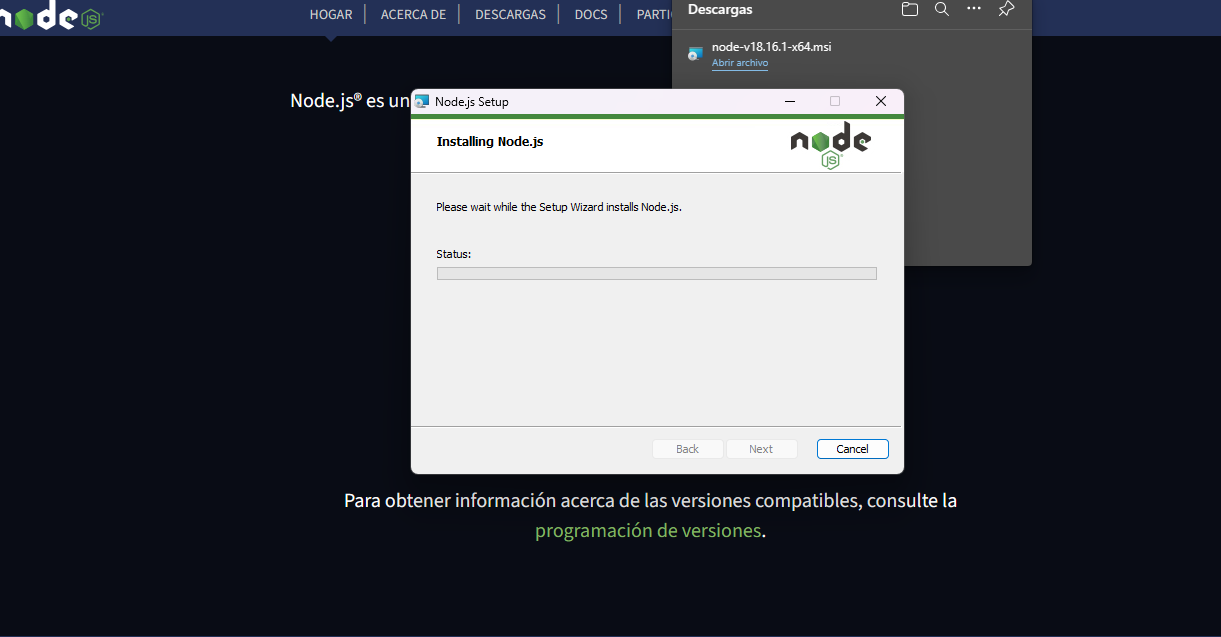 node
JS
HOGAR
ACERCA DE
DESCARGAS
DOCS
PARTI
Descargas
node-v18.16.1-x64.msi
Abrir archivo
Node.js® es un
Node.js Setup
Installing Node.js
node
JS
Please wait while the Setup Wizard installs Node.js.
Status:
Back
Next
Cancel
Para obtener información acerca de las versiones compatibles, consulte la
programación de versiones.